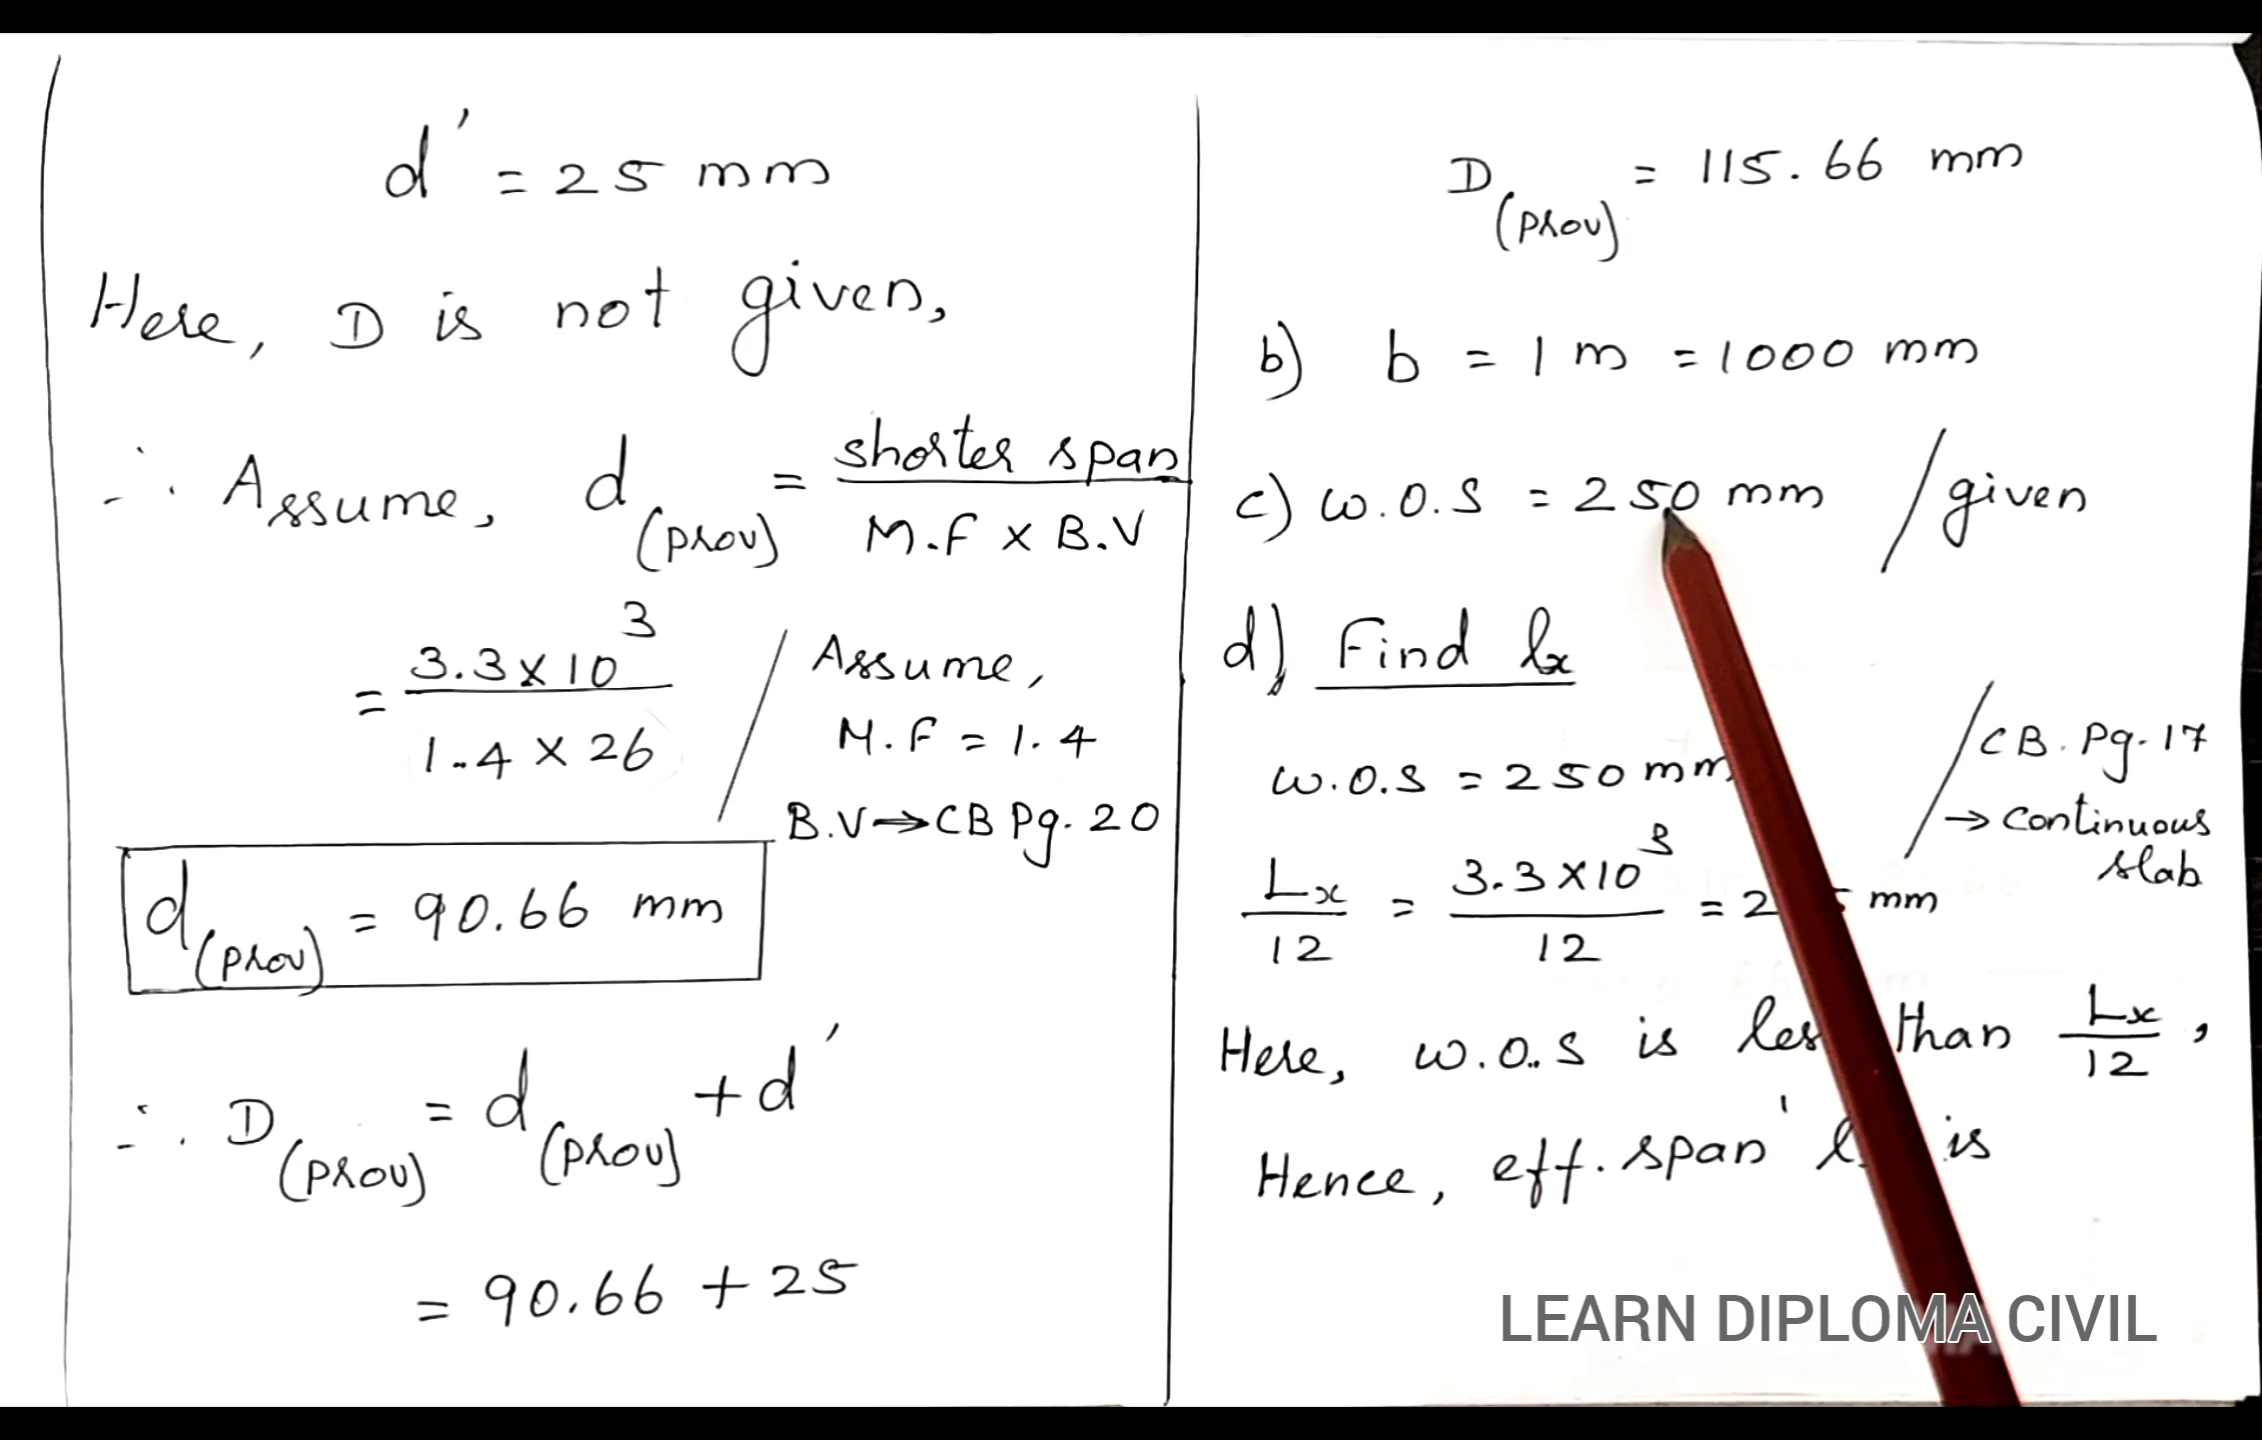 d' = 25 mm
Here, D is not given,
∴ Assume, d(prov) = shorter span / M.F x B.V
= 3.3 x 10³ / 1.4 x 26 / Assume,
M.F = 1.4
B.V → CB Pg. 20
d(prov) = 90.66 mm
∴ D(prov) = d(prov) + d'
= 90.66 + 25
D(prov) = 115.66 mm
b) b = 1 m = 1000 mm
c) W.O.S = 250 mm / given
d) Find lx
W.O.S = 250 mm / CB. Pg. 17
→ Continuous slab
Lx / 12 = 3.3 x 10³ / 12 = 2 mm
Here, W.O.S is than Lx / 12,
Hence, eff. span is
LEARN DIPLOMA CIVIL